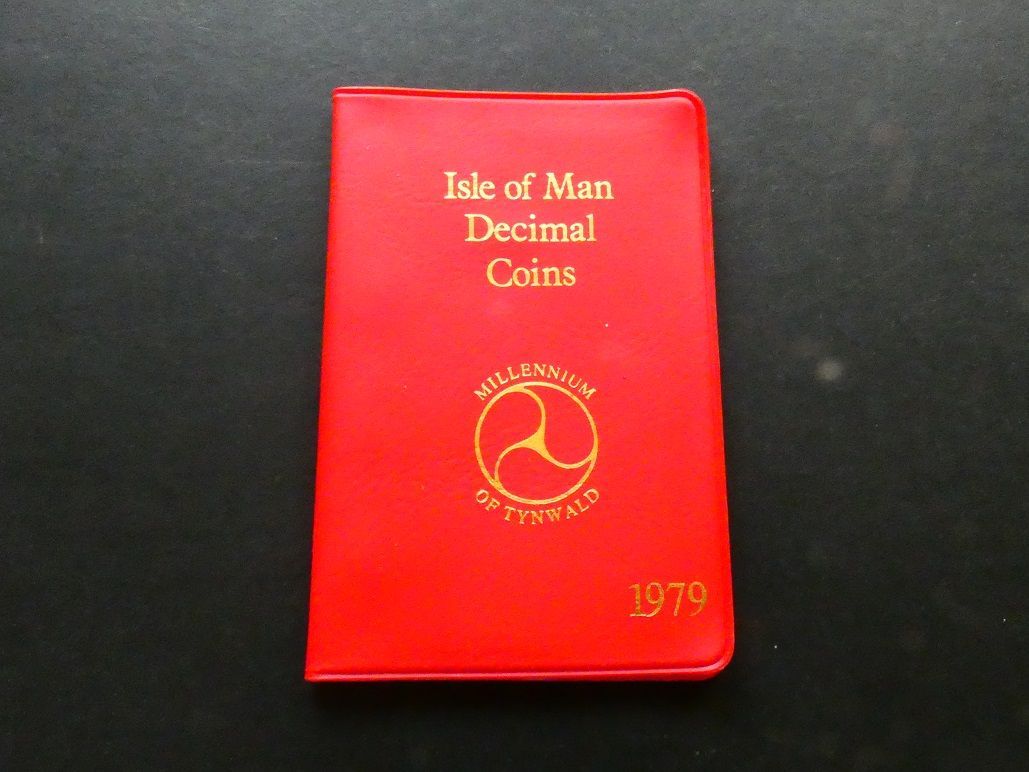 Isle of Man
Decimal
Coins
MILLENNIUM
OF TYNWALD
1979